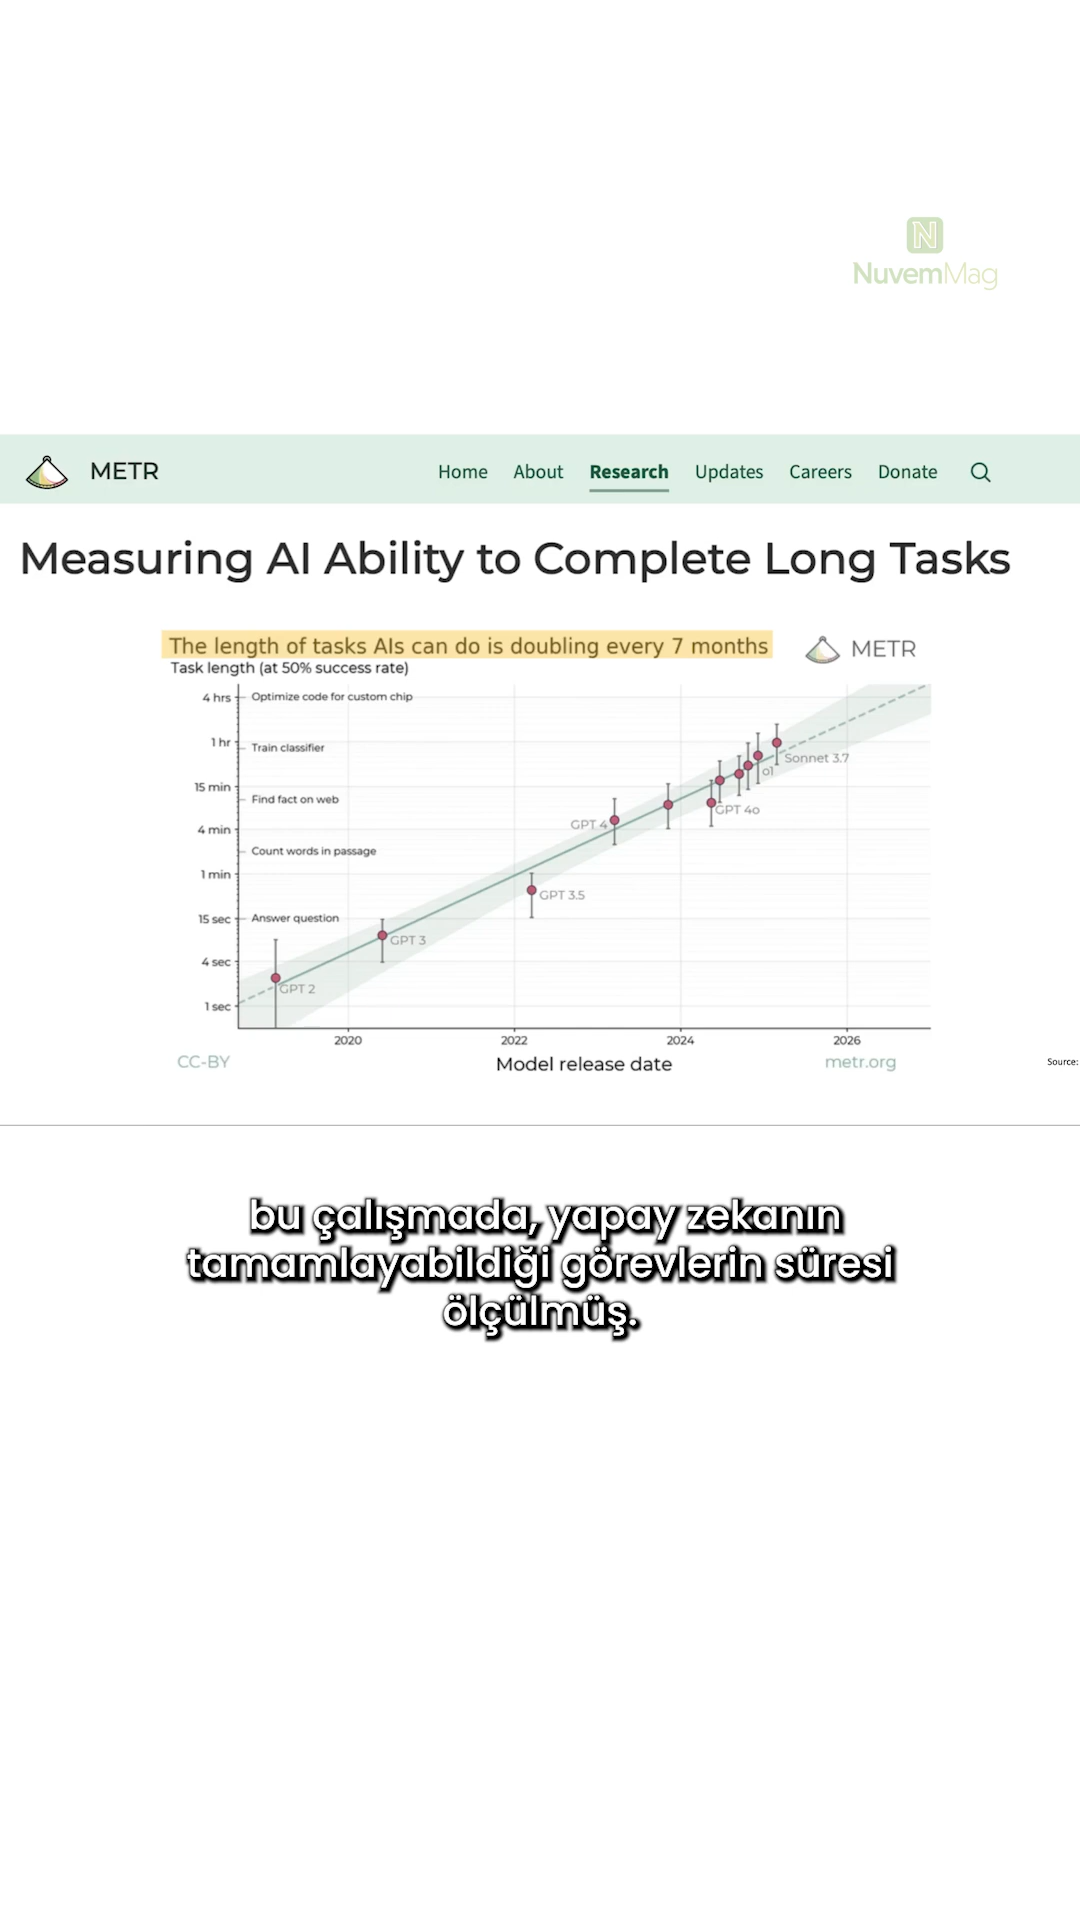 N
NuvemMag
METR
Home About Research Updates Careers Donate
Measuring AI Ability to Complete Long Tasks
The length of tasks AIs can do is doubling every 7 months
METR
Task length (at 50% success rate)
4 hrs Optimize code for custom chip
1 hr
Train classifier
Sonnet 3.7
o1
15 min
Find fact on web
GPT 4o
GPT 4
4 min
Count words in passage
1 min
GPT 3.5
15 sec Answer question
GPT 3
4 sec
GPT 2
1 sec
2020 2022 2024 2026
CC-BY Model release date metr.org
Source:
bu çalışmada, yapay zekanın
tamamlayabildiği görevlerin süresi
ölçülmüş.